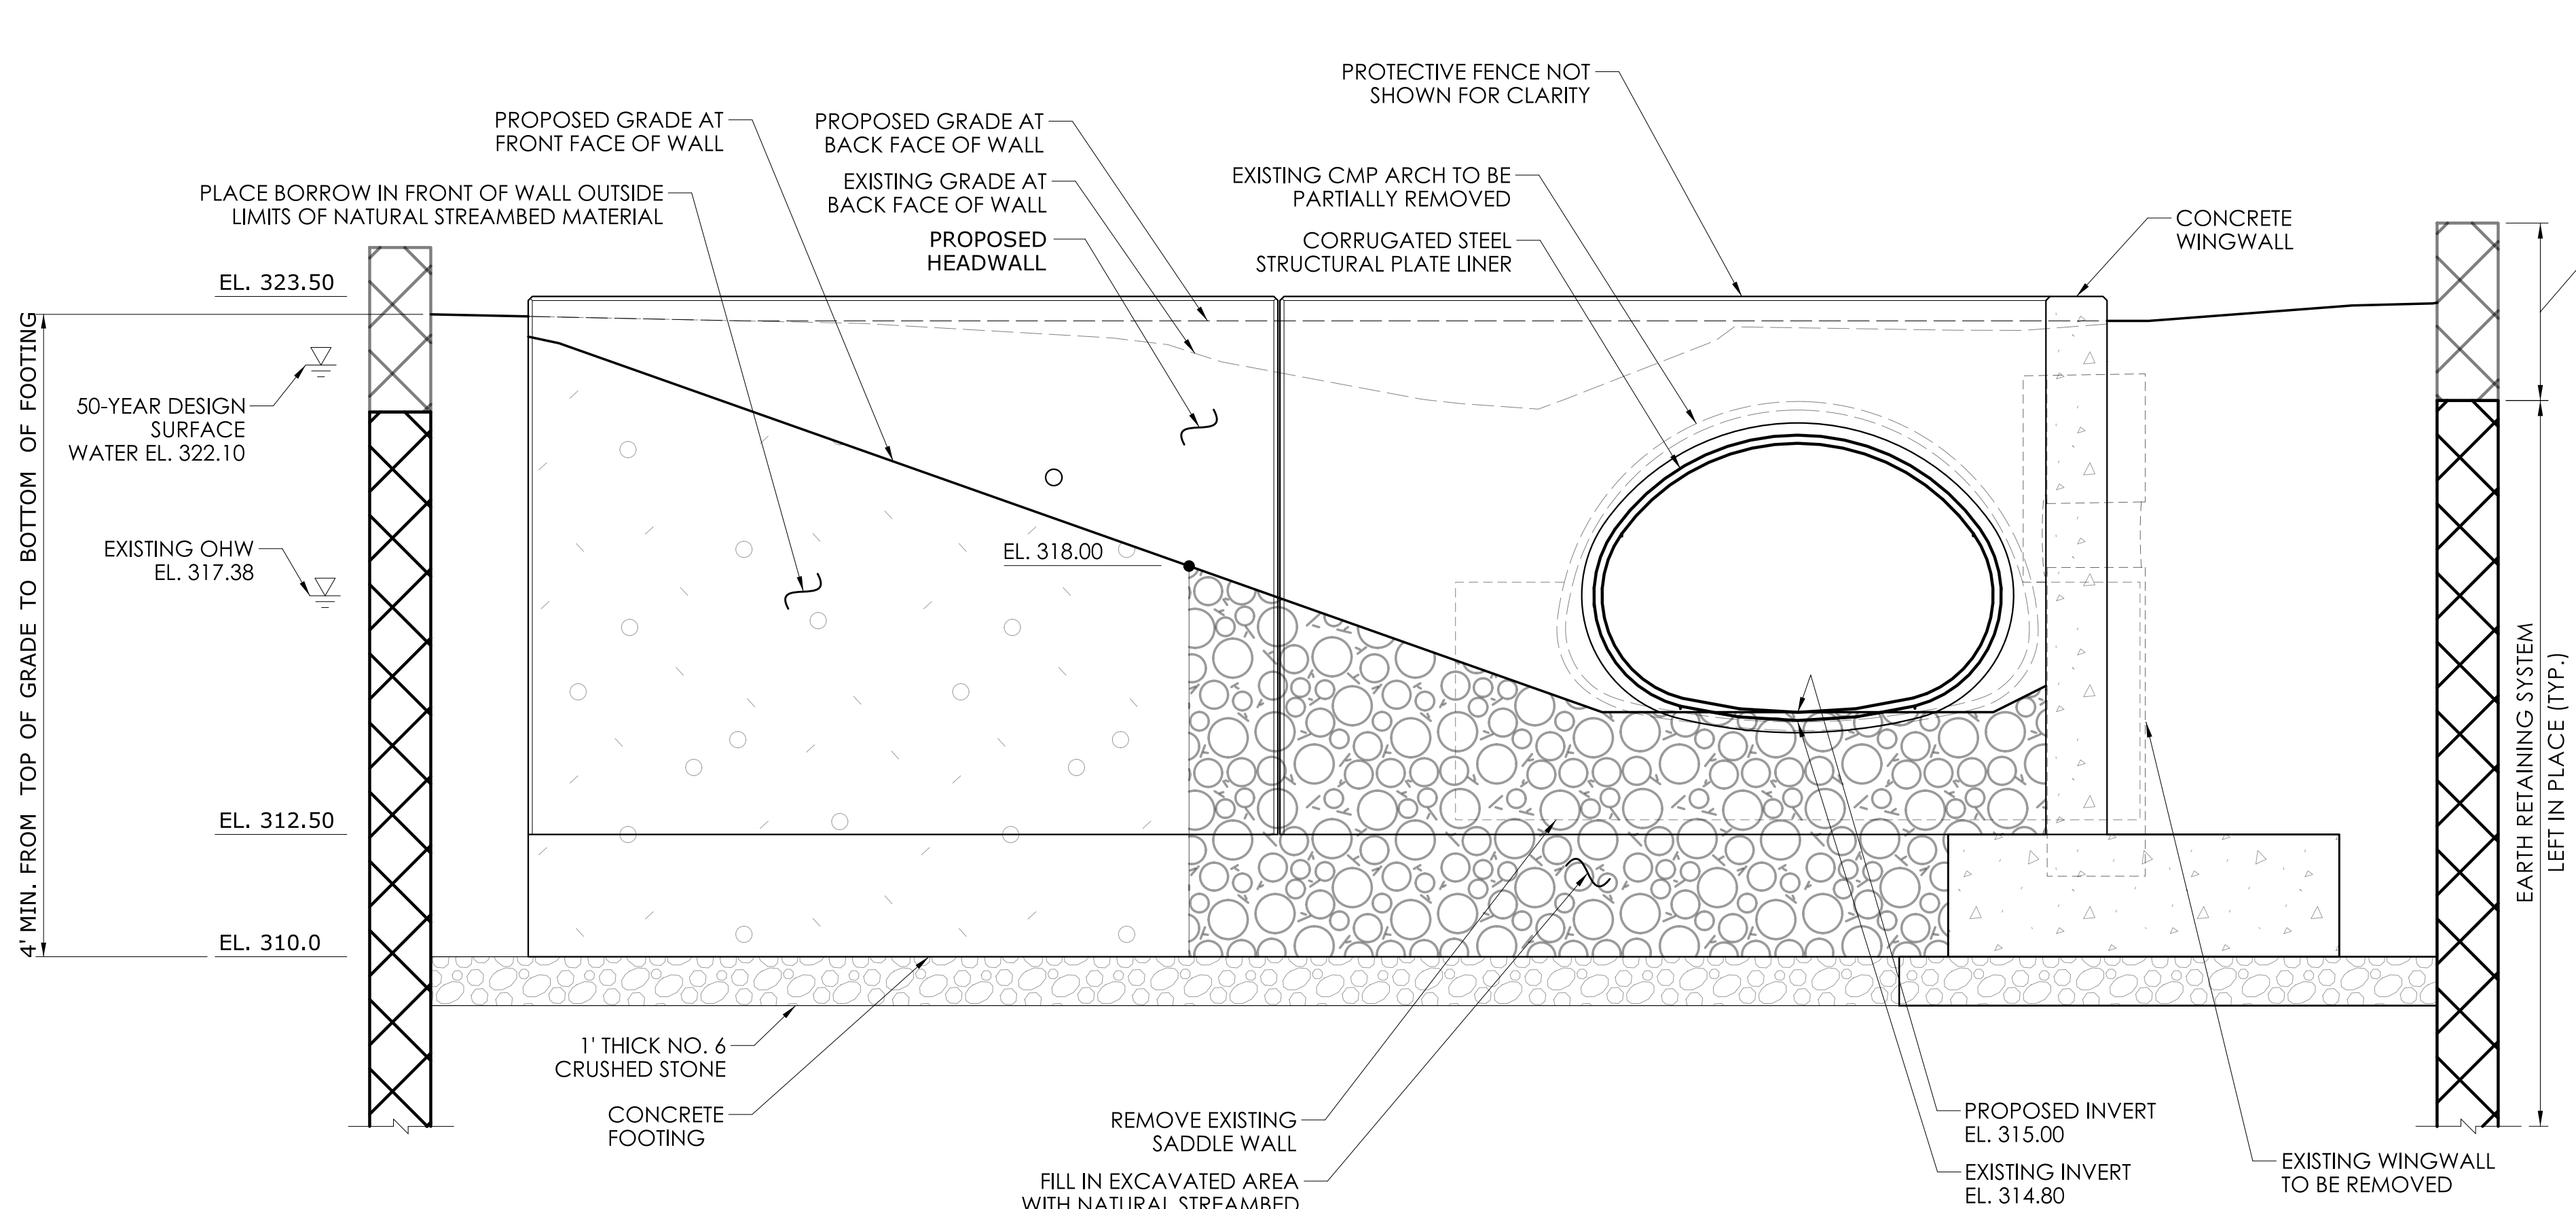 PROTECTIVE FENCE NOT
SHOWN FOR CLARITY
PROPOSED GRADE AT
FRONT FACE OF WALL
PROPOSED GRADE AT
BACK FACE OF WALL
PLACE BORROW IN FRONT OF WALL OUTSIDE
LIMITS OF NATURAL STREAMBED MATERIAL
EXISTING GRADE AT
BACK FACE OF WALL
EXISTING CMP ARCH TO BE
PARTIALLY REMOVED
PROPOSED
HEADWALL
CORRUGATED STEEL
STRUCTURAL PLATE LINER
CONCRETE
WINGWALL
EL. 323.50
4' MIN. FROM TOP OF GRADE TO BOTTOM OF FOOTING
50-YEAR DESIGN
SURFACE
WATER EL. 322.10
EXISTING OHW
EL. 317.38
EL. 318.00
EL. 312.50
EL. 310.0
EARTH RETAINING SYSTEM
LEFT IN PLACE (TYP.)
1' THICK NO. 6
CRUSHED STONE
CONCRETE
FOOTING
REMOVE EXISTING
SADDLE WALL
FILL IN EXCAVATED AREA
WITH NATURAL STREAMBED
PROPOSED INVERT
EL. 315.00
EXISTING INVERT
EL. 314.80
EXISTING WINGWALL
TO BE REMOVED